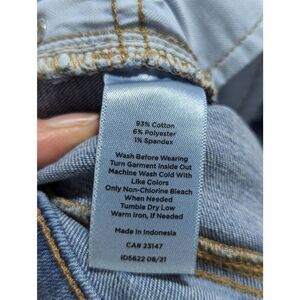 93% Cotton
6% Polyester
1% Spandex
Wash Before Wearing
Turn Garment Inside Out
Machine Wash Cold With
Like Colors
Only Non-Chlorine Bleach
When Needed
Tumble Dry Low
Warm Iron, If Needed
Made In Indonesia
CAB 23147
ID5622 08/21